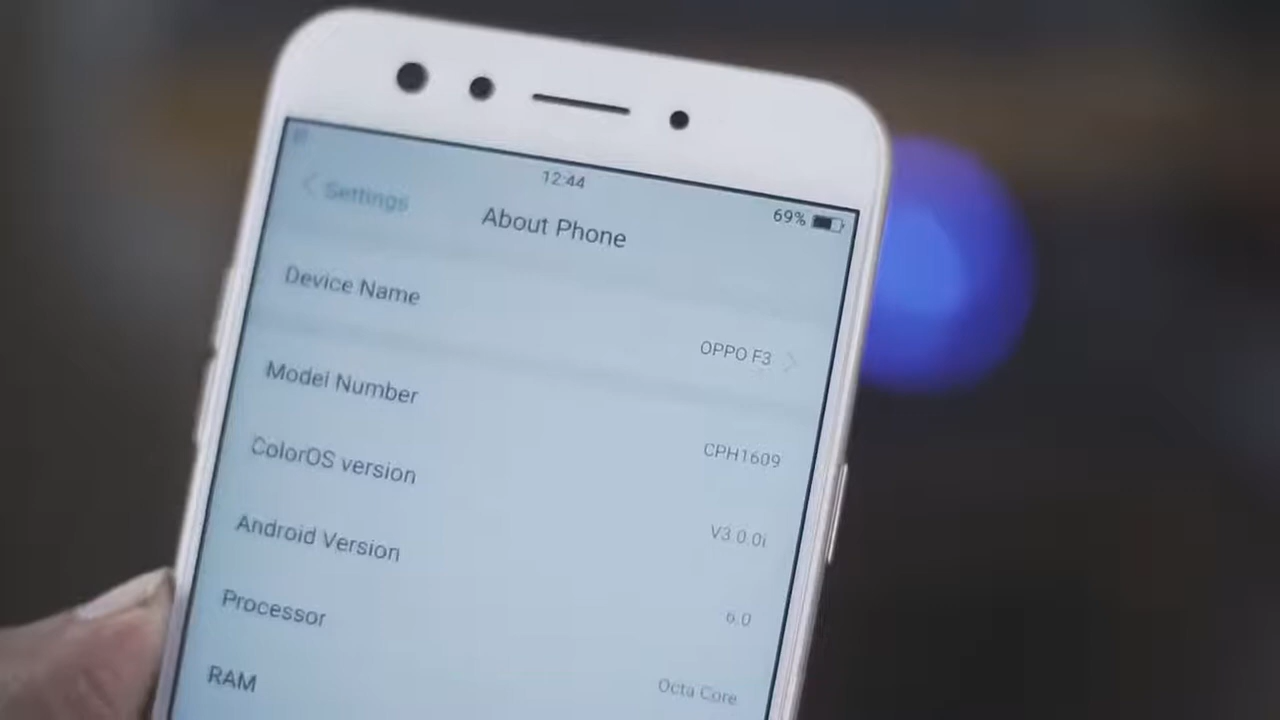 12:44
69%
Settings
About Phone
Device Name
OPPO F3
Model Number
CPH1609
ColorOS version
V3.0.0i
Android Version
6.0
Processor
Octa Core
RAM